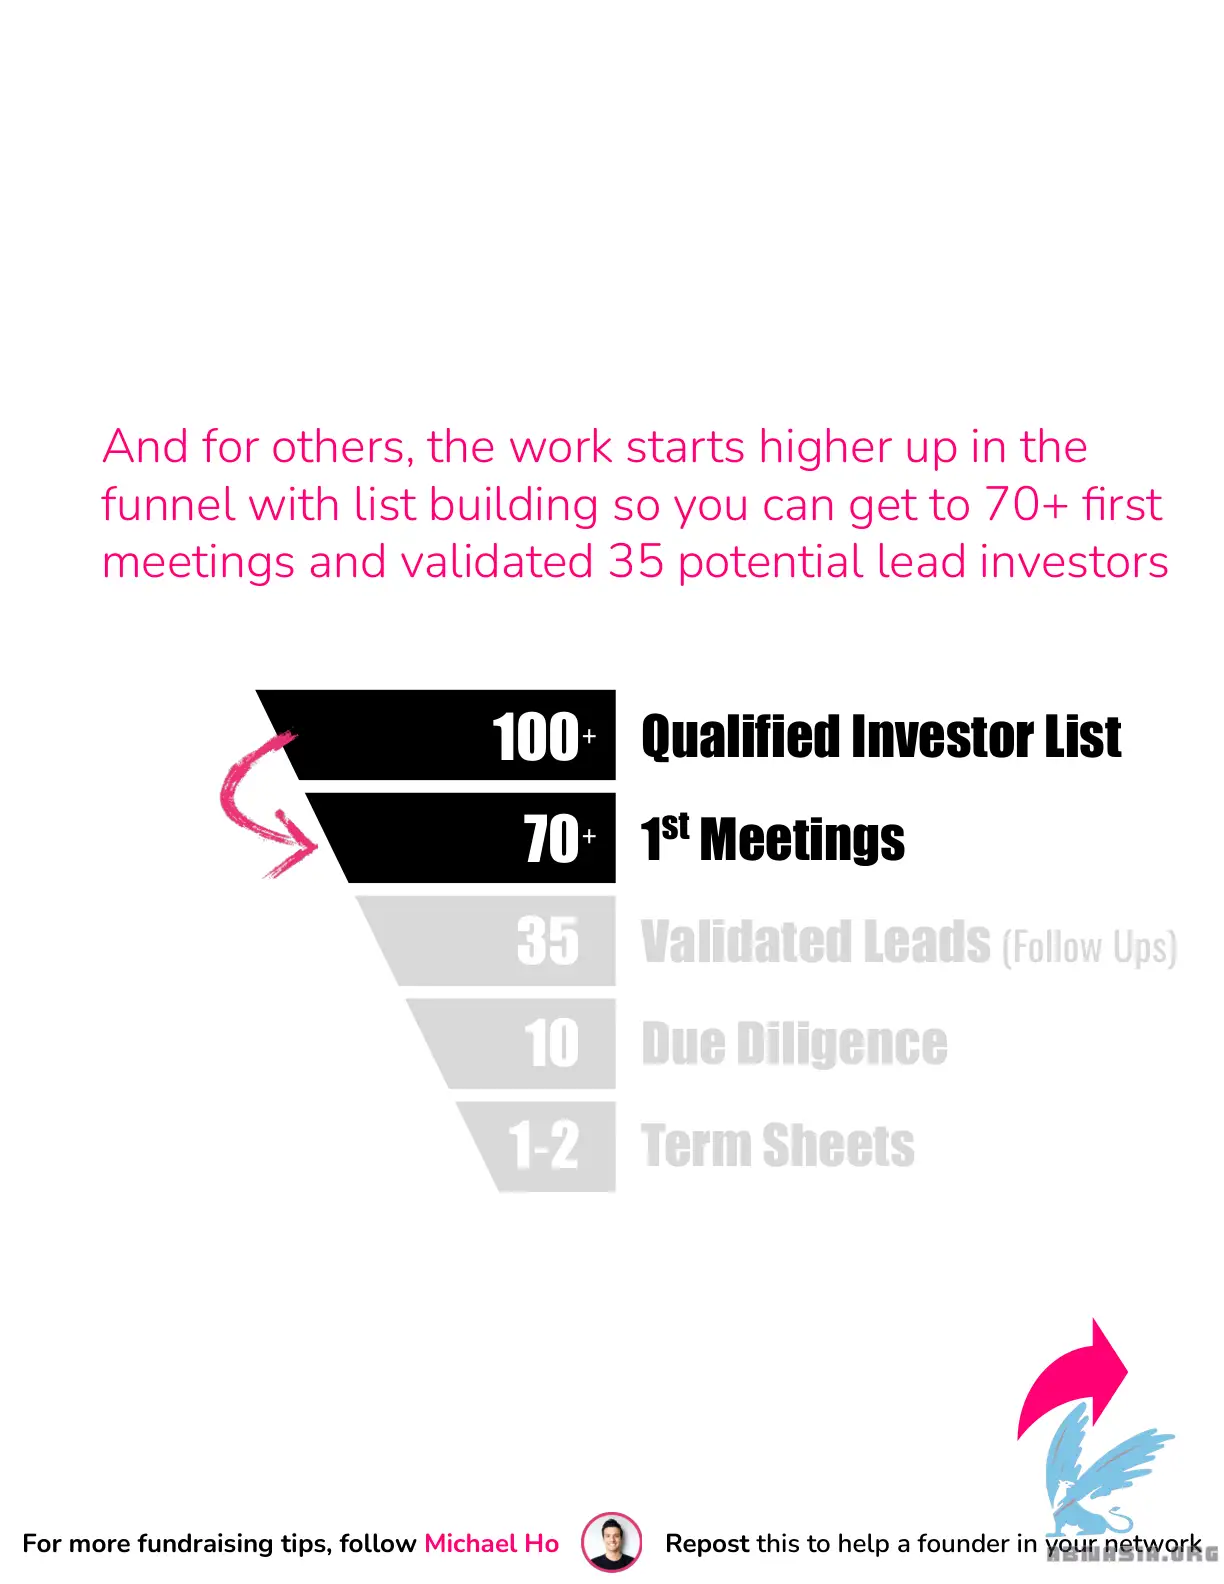 And for others, the work starts higher up in the
funnel with list building so you can get to 70+ first
meetings and validated 35 potential lead investors
100+ Qualified Investor List
70+ 1st Meetings
35 Validated Leads (Follow Ups)
10 Due Diligence
1-2 Term Sheets
For more fundraising tips, follow Michael Ho
Repost this to help a founder in your network
ABMASIA.ORG